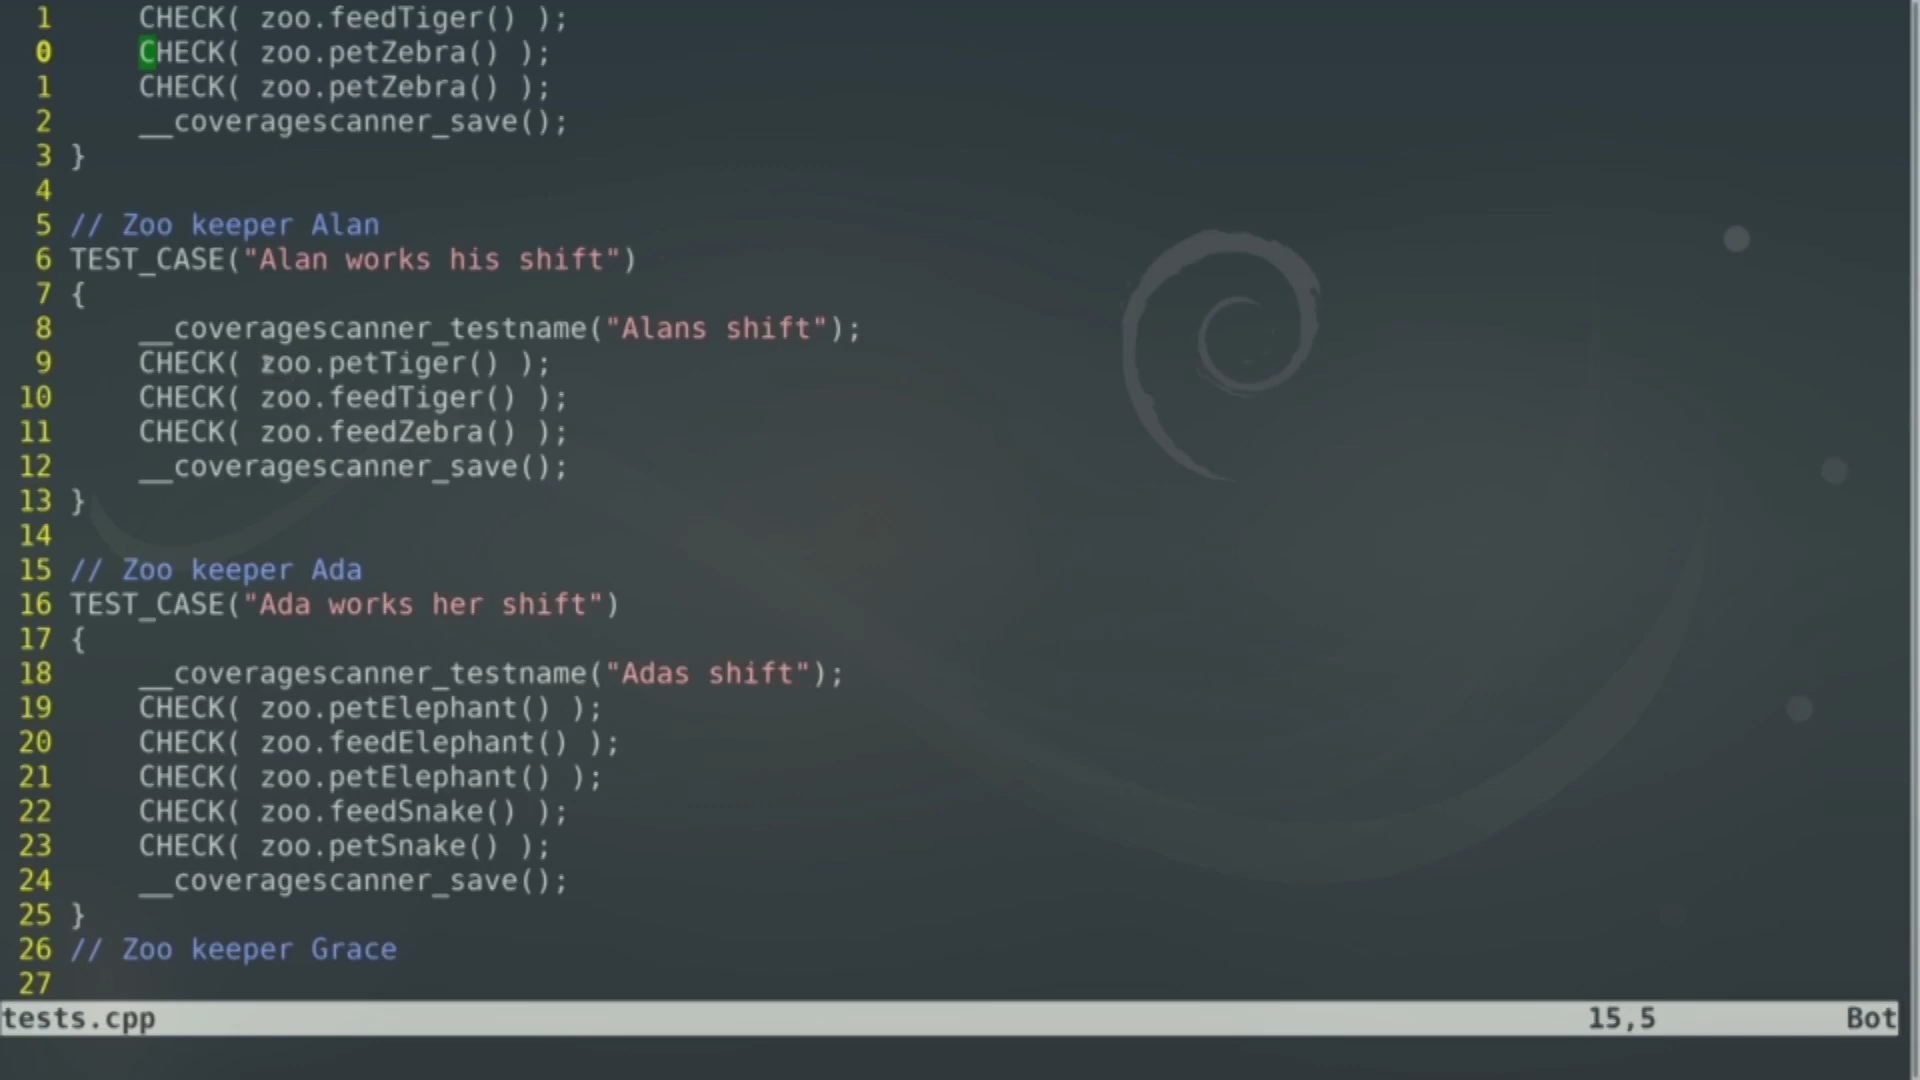 1     CHECK( zoo.feedTiger() );
0     CHECK( zoo.petZebra() );
1     CHECK( zoo.petZebra() );
2     __coveragescanner_save();
3 }
4
5 // Zoo keeper Alan
6 TEST_CASE("Alan works his shift")
7 {
8     __coveragescanner_testname("Alans shift");
9     CHECK( zoo.petTiger() );
10     CHECK( zoo.feedTiger() );
11     CHECK( zoo.feedZebra() );
12     __coveragescanner_save();
13 }
14
15 // Zoo keeper Ada
16 TEST_CASE("Ada works her shift")
17 {
18     __coveragescanner_testname("Adas shift");
19     CHECK( zoo.petElephant() );
20     CHECK( zoo.feedElephant() );
21     CHECK( zoo.petElephant() );
22     CHECK( zoo.feedSnake() );
23     CHECK( zoo.petSnake() );
24     __coveragescanner_save();
25 }
26 // Zoo keeper Grace
27
tests.cpp 15,5 Bot